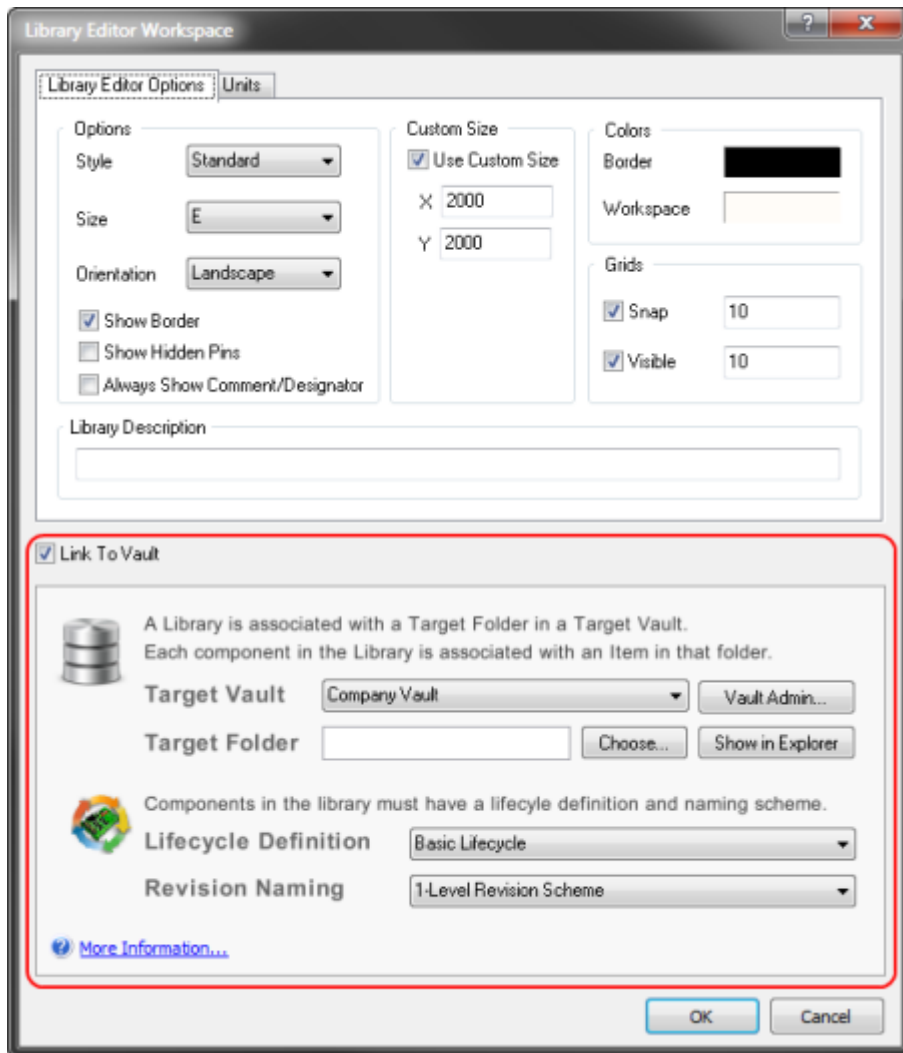 Library Editor Workspace
?
Library Editor Options Units
Options
Style Standard
Size E
Orientation Landscape
Show Border
Show Hidden Pins
Always Show Comment/Designator
Custom Size
Use Custom Size
X 2000
Y 2000
Colors
Border
Workspace
Grids
Snap 10
Visible 10
Library Description
Link To Vault
A Library is associated with a Target Folder in a Target Vault.
Each component in the Library is associated with an Item in that folder.
Target Vault Company Vault Vault Admin...
Target Folder Choose... Show in Explorer
Components in the library must have a lifecyle definition and naming scheme.
Lifecycle Definition Basic Lifecycle
Revision Naming 1-Level Revision Scheme
? More Information...
OK Cancel